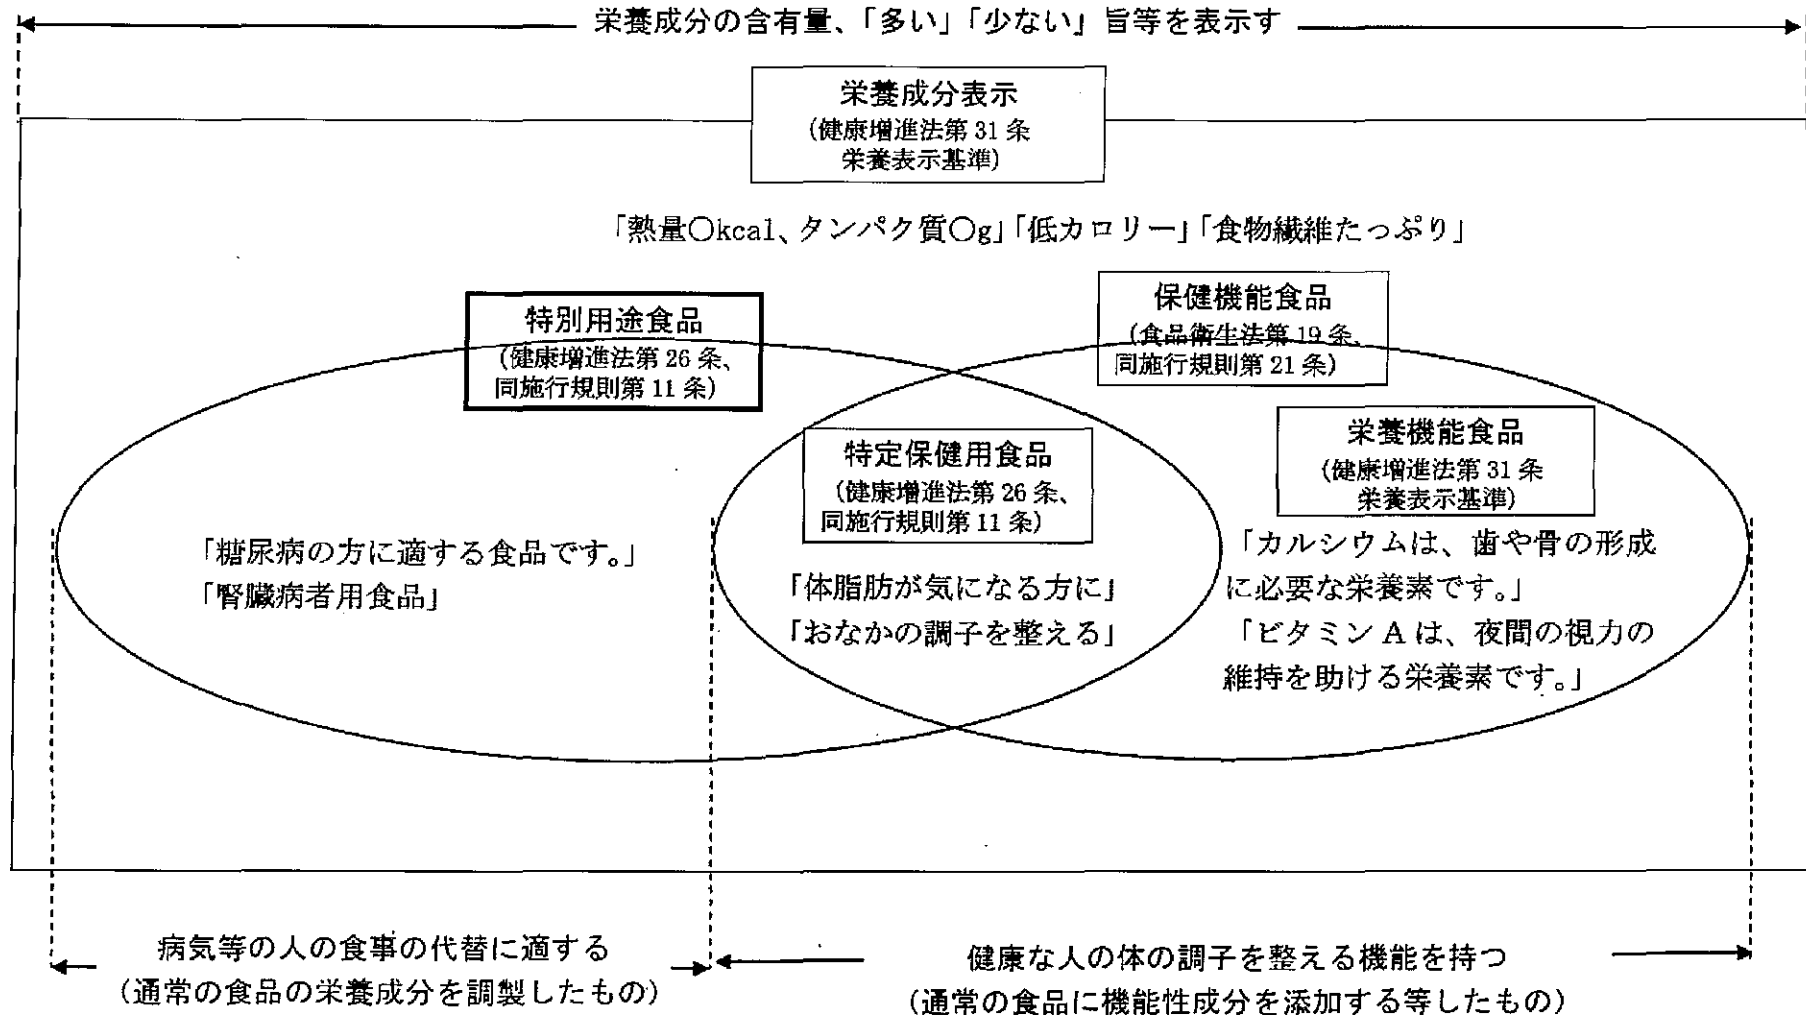 栄養成分の含有量、「多い」「少ない」旨等を表示す
栄養成分表示
(健康増進法第 31 条
栄養表示基準)
「熱量○kcal、タンパク質○g」「低カロリー」「食物繊維たっぷり」
特別用途食品
(健康増進法第 26 条、
同施行規則第 11 条)
保健機能食品
(食品衛生法第 19 条、
同施行規則第 21 条)
特定保健用食品
(健康増進法第 26 条、
同施行規則第 11 条)
栄養機能食品
(健康増進法第 31 条
栄養表示基準)
「糖尿病の方に適する食品です。」
「腎臓病者用食品」
「体脂肪が気になる方に」
「おなかの調子を整える」
「カルシウムは、歯や骨の形成
に必要な栄養素です。」
「ビタミン A は、夜間の視力の
維持を助ける栄養素です。」
病気等の人の食事の代替に適する
(通常の食品の栄養成分を調製したもの)
健康な人の体の調子を整える機能を持つ
(通常の食品に機能性成分を添加する等したもの)